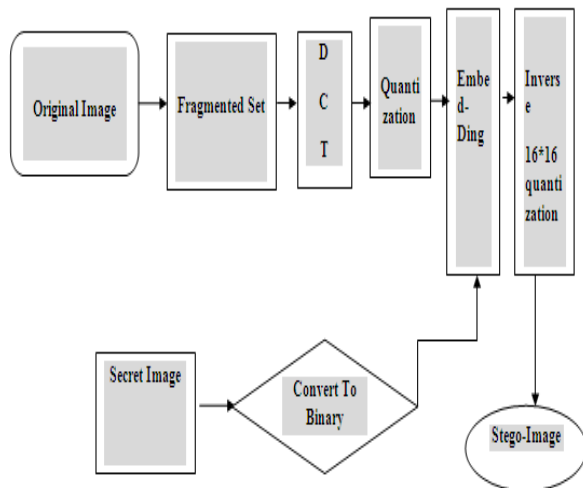 Original Image
Fragmented Set
D
C
T
Quanti
zation
Embe
d-
Ding
Invers
e
16*16
quanti
zation
Secret Image
Convert To
Binary
Stego-Image